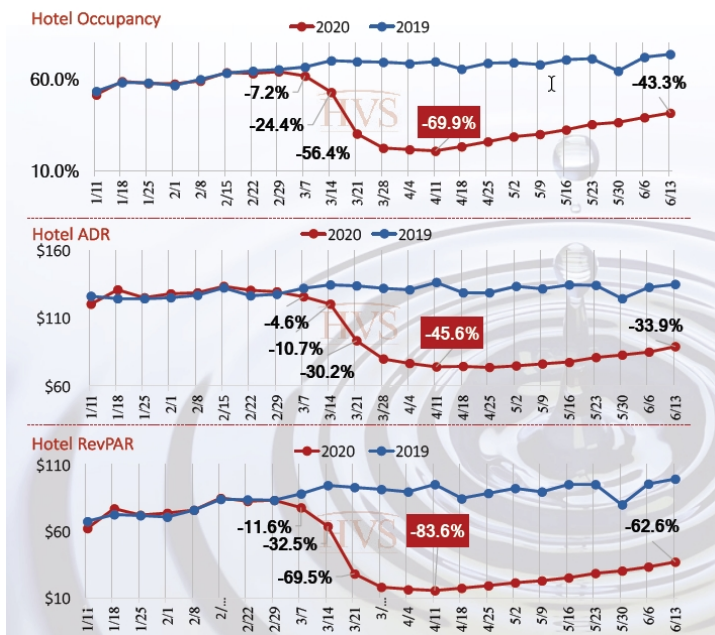 Hotel Occupancy
2020 2019
60.0%
10.0%
-7.2%
-24.4%
-56.4%
-69.9%
-43.3%
HVS
1/11 1/18 1/25 2/1 2/8 2/15 2/22 2/29 3/7 3/14 3/21 3/28 4/4 4/11 4/18 4/25 5/2 5/9 5/16 5/23 5/30 6/6 6/13
Hotel ADR
2020 2019
$160
$110
$60
-4.6%
-10.7%
-30.2%
-45.6%
-33.9%
HVS
1/11 1/18 1/25 2/1 2/8 2/15 2/22 2/29 3/7 3/14 3/21 3/28 4/4 4/11 4/18 4/25 5/2 5/9 5/16 5/23 5/30 6/6 6/13
Hotel RevPAR
2020 2019
$110
$60
$10
-11.6%
-32.5%
-69.5%
-83.6%
-62.6%
HVS
1/11 1/18 1/25 2/1 2/8 2/... 2/22 2/29 3/7 3/14 3/21 3/... 4/4 4/11 4/18 4/25 5/2 5/9 5/16 5/23 5/30 6/6 6/13